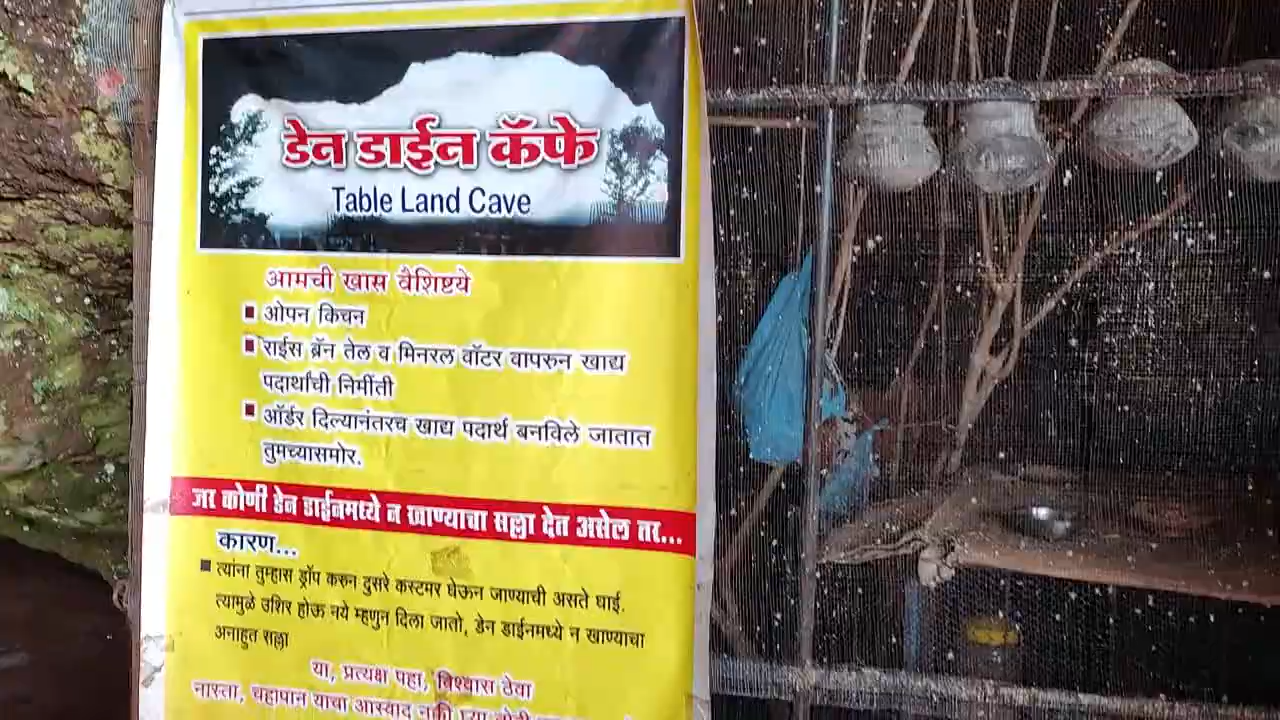 डेन डाईन कॅफे
Table Land Cave
आमची खास वैशिष्टये
ओपन किचन
राईस ब्रॅन तेल व मिनरल वॉटर वापरुन खाद्य
पदार्थांची निर्मीती
ऑर्डर दिल्यानंतरच खाद्य पदार्थ बनविले जातात
तुमच्यासमोर.
जर कोणी डेन डाईनमध्ये न खाण्याचा सल्ला देत असेल तर...
कारण...
त्यांना तुम्हास ड्रॉप करुन दुसरे कस्टमर घेऊन जाण्याची असते घाई.
त्यामुळे उशिर होऊ नये म्हणुन दिला जातो, डेन डाईनमध्ये न खाण्याचा
अनाहुत सल्ला
या, प्रत्यक्ष पहा, विश्वास ठेवा
नास्ता, चहापान याचा आस्वाद नक्की घ्या